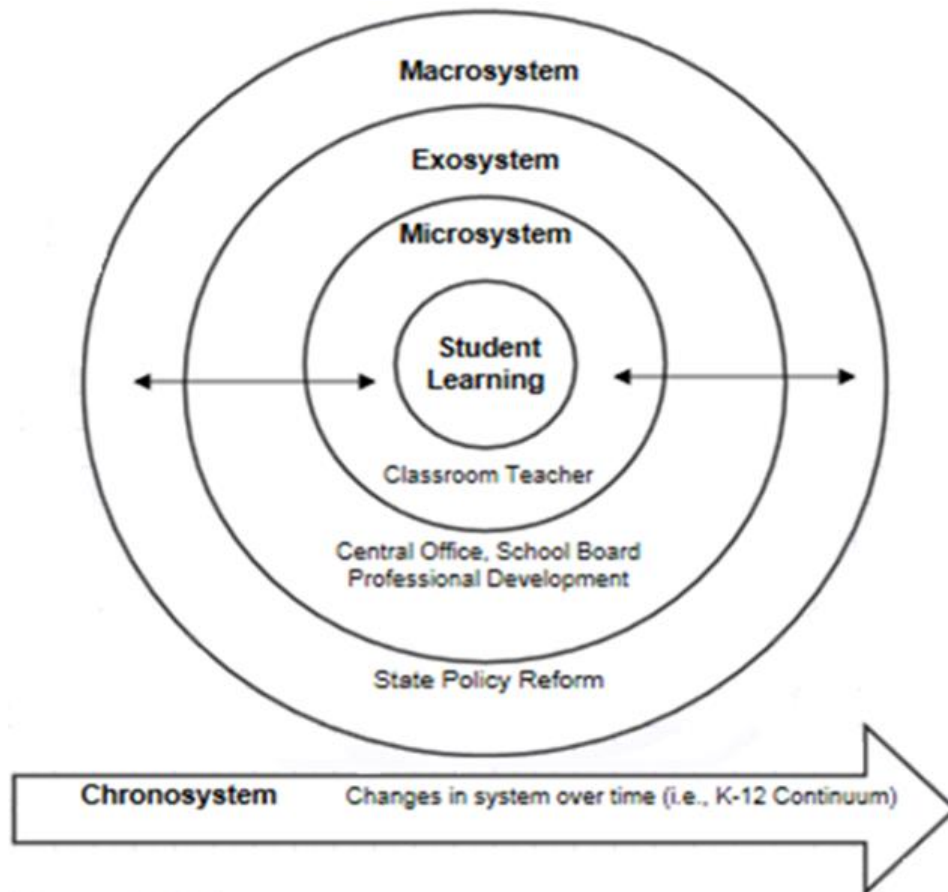 Macrosystem
Exosystem
Microsystem
Student
Learning
Classroom Teacher
Central Office, School Board
Professional Development
State Policy Reform
Chronosystem Changes in system over time (i.e., K-12 Continuum)